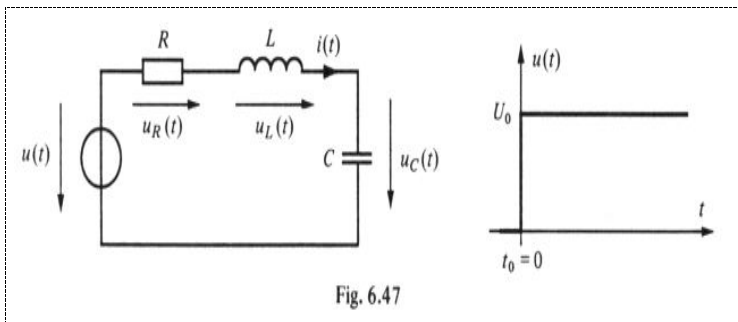 R L i(t) u(t)
u_R(t) u_L(t) U_0
u(t) C u_C(t)
t
t_0 = 0
Fig. 6.47